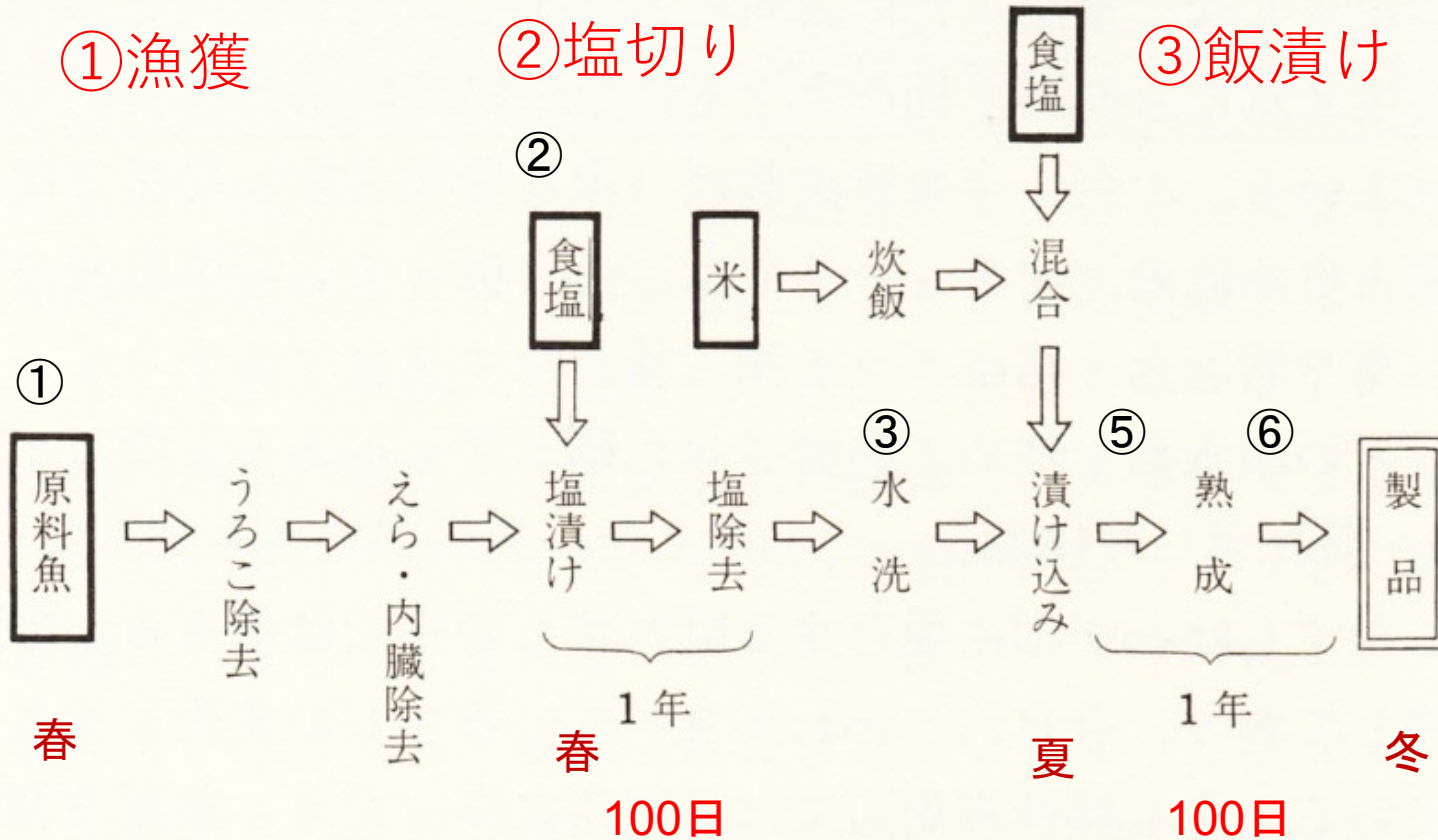 ①漁獲
②塩切り
③飯漬け
食塩
②
食塩
米
炊飯
混合
①
③
⑤
⑥
原料魚
うろこ除去
えら・内臓除去
塩漬け
塩除去
水洗
漬け込み
熟成
製品
1年
1年
春
春
夏
冬
100日
100日